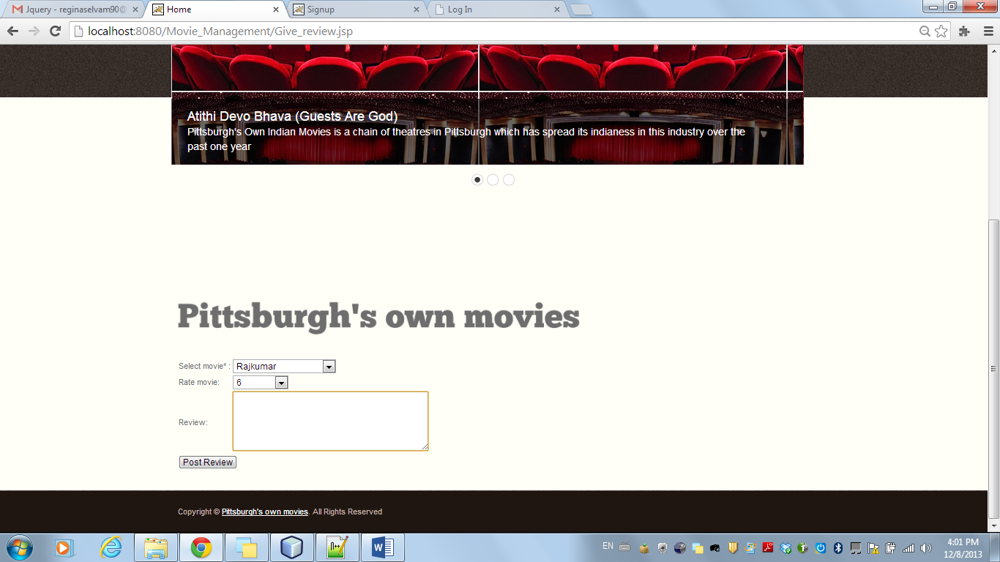 Jquery - reginaselvam90@
Home
Signup
Log In
localhost:8080/Movie_Management/Give_review.jsp
Atithi Devo Bhava (Guests Are God)
Pittsburgh's Own Indian Movies is a chain of theatres in Pittsburgh which has spread its indianess in this industry over the
past one year
Pittsburgh's own movies
Select movie* : Rajkumar
Rate movie: 6
Review:
Post Review
Copyright © Pittsburgh's own movies. All Rights Reserved
EN
4:01 PM
12/8/2013